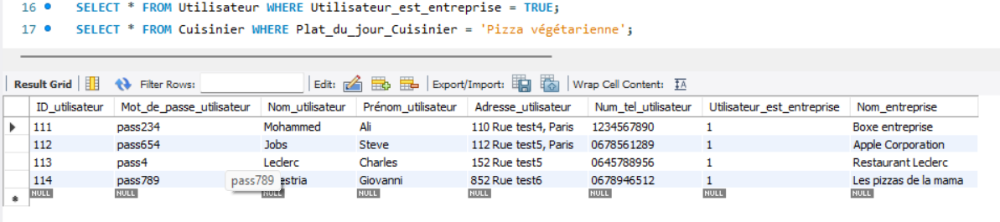 16 SELECT * FROM Utilisateur WHERE Utilisateur_est_entreprise = TRUE;
17 SELECT * FROM Cuisinier WHERE Plat_du_jour_Cuisinier = 'Pizza végétarienne';
Result Grid Filter Rows: Edit: Export/Import: Wrap Cell Content: IA
ID_utilisateur Mot_de_passe_utilisateur Nom_utilisateur Prénom_utilisateur Adresse_utilisateur Num_tel_utilisateur Utilisateur_est_entreprise Nom_entreprise
111 pass234 Mohammed Ali 110 Rue test4, Paris 1234567890 1 Boxe entreprise
112 pass654 Jobs Steve 112 Rue test5, Paris 0678561289 1 Apple Corporation
113 pass4 Leclerc Charles 152 Rue test5 0645788956 1 Restaurant Leclerc
114 pass789 pass789 estria Giovanni 852 Rue test6 0678946512 1 Les pizzas de la mama
NULL NULL NULL NULL NULL NULL NULL NULL